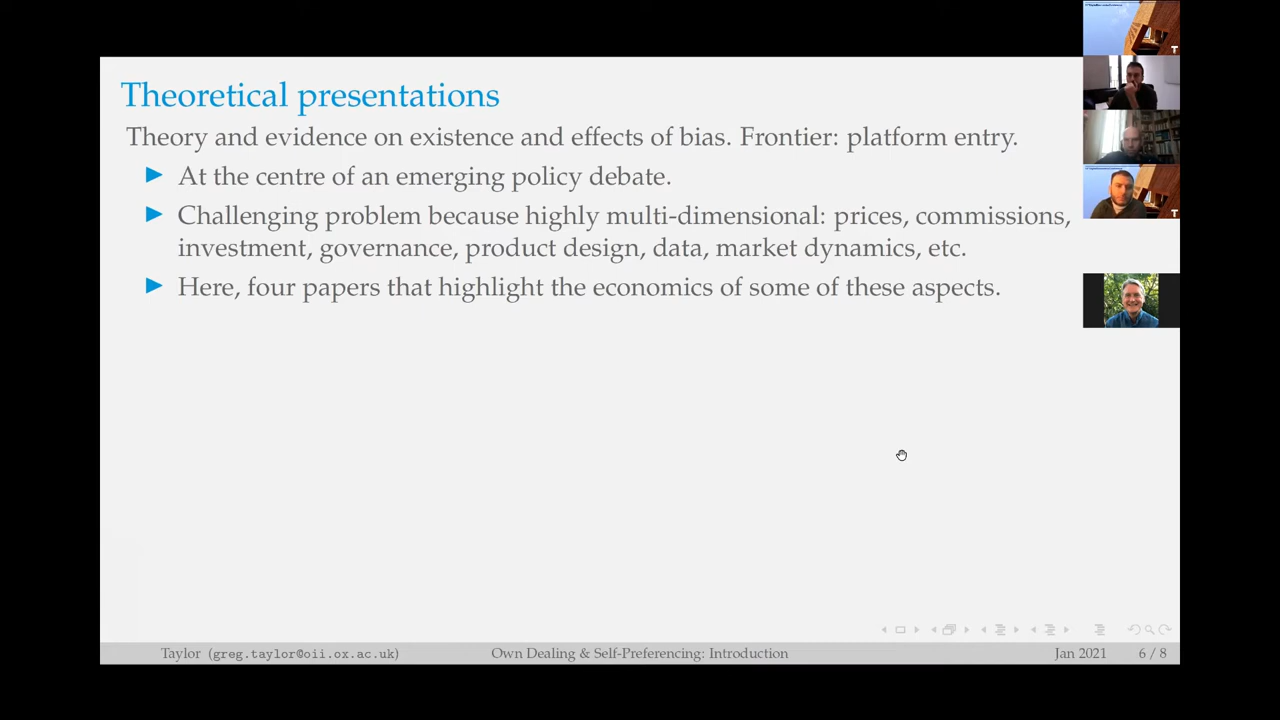 Theoretical presentations
Theory and evidence on existence and effects of bias. Frontier: platform entry.
At the centre of an emerging policy debate.
Challenging problem because highly multi-dimensional: prices, commissions,
investment, governance, product design, data, market dynamics, etc.
Here, four papers that highlight the economics of some of these aspects.
Taylor (greg.taylor@oii.ox.ac.uk)
Own Dealing & Self-Preferencing: Introduction
Jan 2021
6 / 8